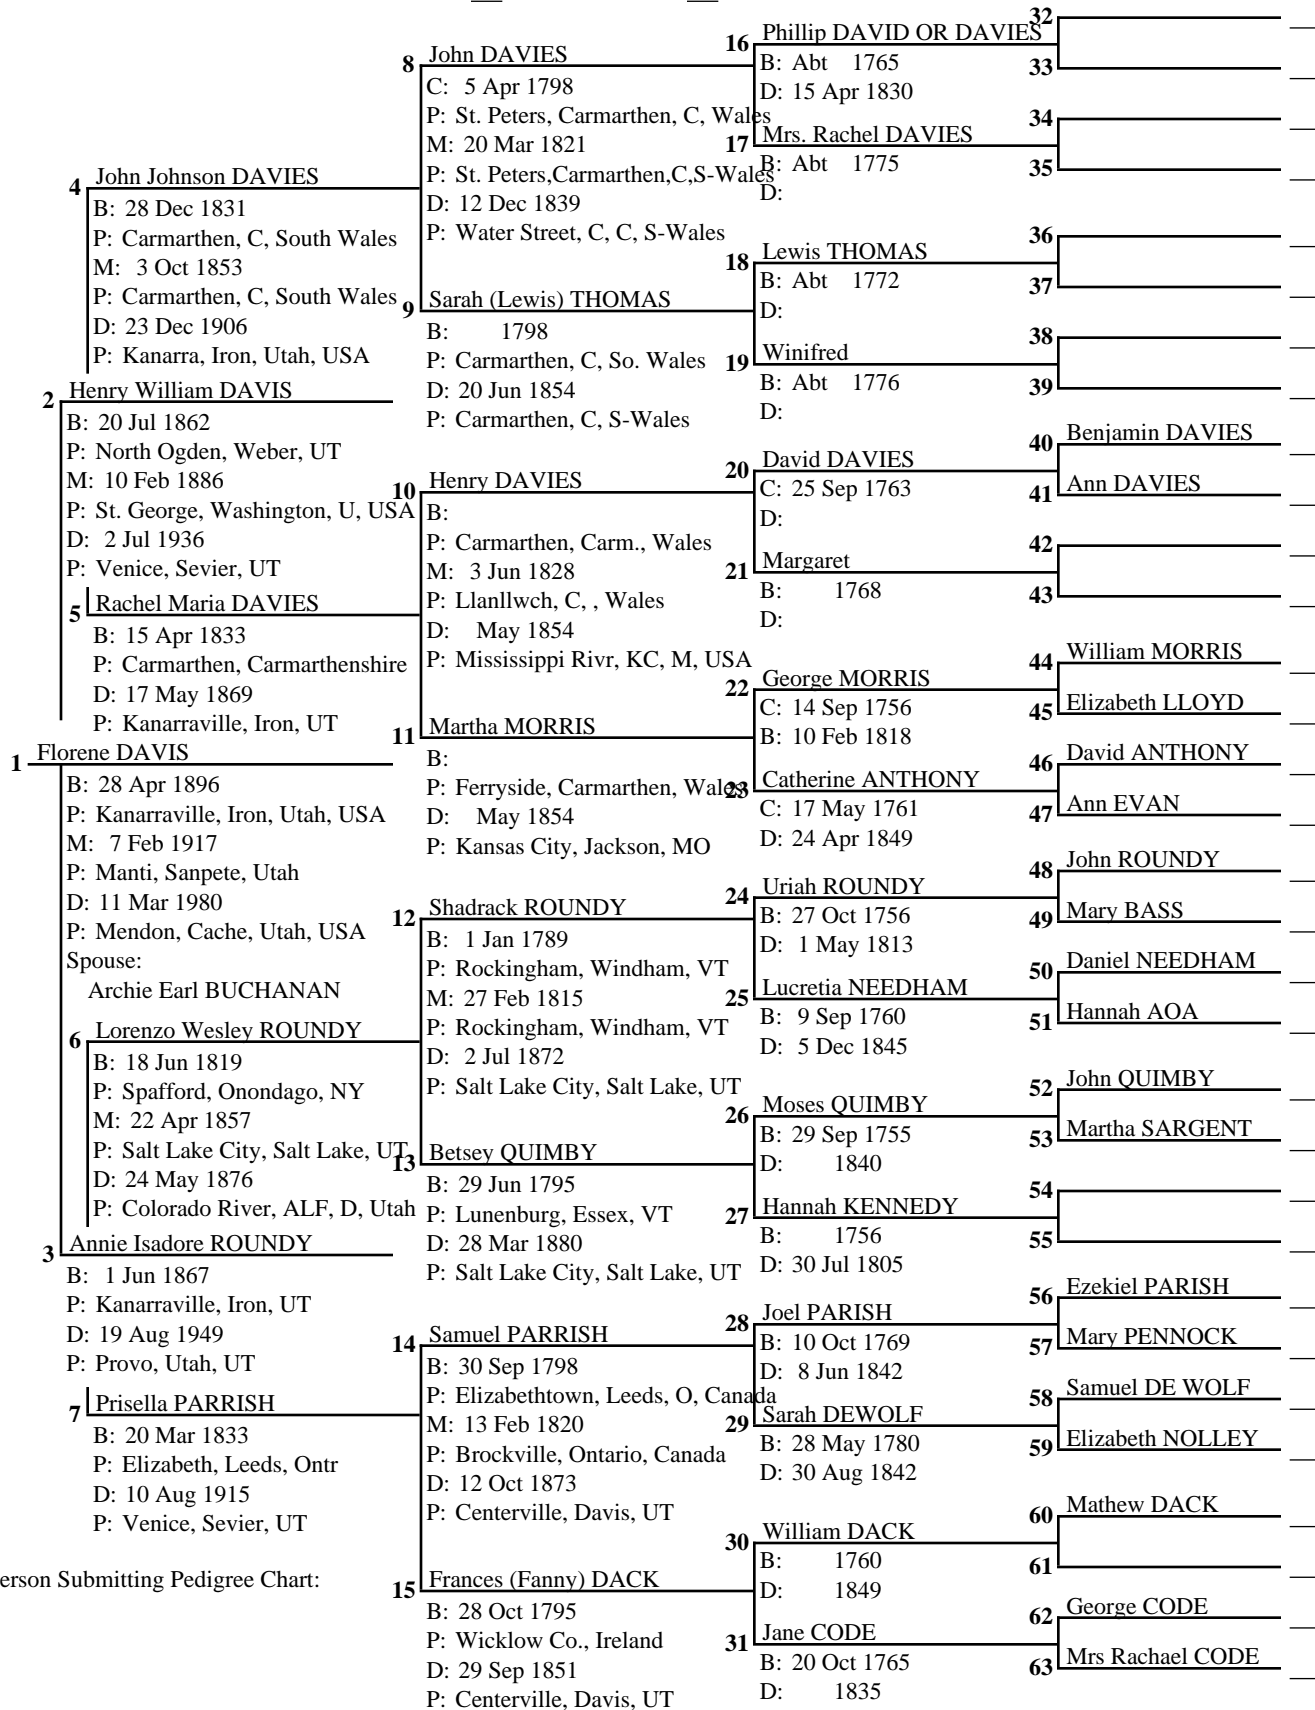 1 Florene DAVIS
B: 28 Apr 1896
P: Kanarraville, Iron, Utah, USA
M: 7 Feb 1917
P: Manti, Sanpete, Utah
D: 11 Mar 1980
P: Mendon, Cache, Utah, USA
Spouse:
Archie Earl BUCHANAN
2 Henry William DAVIS
B: 20 Jul 1862
P: North Ogden, Weber, UT
M: 10 Feb 1886
P: St. George, Washington, U, USA
D: 2 Jul 1936
P: Venice, Sevier, UT
3 Annie Isadore ROUNDY
B: 1 Jun 1867
P: Kanarraville, Iron, UT
D: 19 Aug 1949
P: Provo, Utah, UT
4 John Johnson DAVIES
B: 28 Dec 1831
P: Carmarthen, C, South Wales
M: 3 Oct 1853
P: Carmarthen, C, South Wales
D: 23 Dec 1906
P: Kanarra, Iron, Utah, USA
5 Rachel Maria DAVIES
B: 15 Apr 1833
P: Carmarthen, Carmarthenshire
D: 17 May 1869
P: Kanarraville, Iron, UT
6 Lorenzo Wesley ROUNDY
B: 18 Jun 1819
P: Spafford, Onondago, NY
M: 22 Apr 1857
P: Salt Lake City, Salt Lake, UT
D: 24 May 1876
P: Colorado River, ALF, D, Utah
7 Prisella PARRISH
B: 20 Mar 1833
P: Elizabeth, Leeds, Ontr
D: 10 Aug 1915
P: Venice, Sevier, UT
erson Submitting Pedigree Chart:
8 John DAVIES
C: 5 Apr 1798
P: St. Peters, Carmarthen, C, Wales
M: 20 Mar 1821
P: St. Peters,Carmarthen,C,S-Wales
D: 12 Dec 1839
P: Water Street, C, C, S-Wales
9 Sarah (Lewis) THOMAS
B: 1798
P: Carmarthen, C, So. Wales
D: 20 Jun 1854
P: Carmarthen, C, S-Wales
10 Henry DAVIES
B:
P: Carmarthen, Carm., Wales
M: 3 Jun 1828
P: Llanllwch, C, , Wales
D: May 1854
P: Mississippi Rivr, KC, M, USA
11 Martha MORRIS
B:
P: Ferryside, Carmarthen, Wales
D: May 1854
P: Kansas City, Jackson, MO
12 Shadrack ROUNDY
B: 1 Jan 1789
P: Rockingham, Windham, VT
M: 27 Feb 1815
P: Rockingham, Windham, VT
D: 2 Jul 1872
P: Salt Lake City, Salt Lake, UT
13 Betsey QUIMBY
B: 29 Jun 1795
P: Lunenburg, Essex, VT
D: 28 Mar 1880
P: Salt Lake City, Salt Lake, UT
14 Samuel PARRISH
B: 30 Sep 1798
P: Elizabethtown, Leeds, O, Canada
M: 13 Feb 1820
P: Brockville, Ontario, Canada
D: 12 Oct 1873
P: Centerville, Davis, UT
15 Frances (Fanny) DACK
B: 28 Oct 1795
P: Wicklow Co., Ireland
D: 29 Sep 1851
P: Centerville, Davis, UT
16 Phillip DAVID OR DAVIES
B: Abt 1765
D: 15 Apr 1830
17 Mrs. Rachel DAVIES
B: Abt 1775
D:
18 Lewis THOMAS
B: Abt 1772
D:
19 Winifred
B: Abt 1776
D:
20 David DAVIES
C: 25 Sep 1763
D:
21 Margaret
B: 1768
D:
22 George MORRIS
C: 14 Sep 1756
B: 10 Feb 1818
23 Catherine ANTHONY
C: 17 May 1761
D: 24 Apr 1849
24 Uriah ROUNDY
B: 27 Oct 1756
D: 1 May 1813
25 Lucretia NEEDHAM
B: 9 Sep 1760
D: 5 Dec 1845
26 Moses QUIMBY
B: 29 Sep 1755
D: 1840
27 Hannah KENNEDY
B: 1756
D: 30 Jul 1805
28 Joel PARISH
B: 10 Oct 1769
D: 8 Jun 1842
29 Sarah DEWOLF
B: 28 May 1780
D: 30 Aug 1842
30 William DACK
B: 1760
D: 1849
31 Jane CODE
B: 20 Oct 1765
D: 1835
32
33
34
35
36
37
38
39
40 Benjamin DAVIES
41 Ann DAVIES
42
43
44 William MORRIS
45 Elizabeth LLOYD
46 David ANTHONY
47 Ann EVAN
48 John ROUNDY
49 Mary BASS
50 Daniel NEEDHAM
51 Hannah AOA
52 John QUIMBY
53 Martha SARGENT
54
55
56 Ezekiel PARISH
57 Mary PENNOCK
58 Samuel DE WOLF
59 Elizabeth NOLLEY
60 Mathew DACK
61
62 George CODE
63 Mrs Rachael CODE